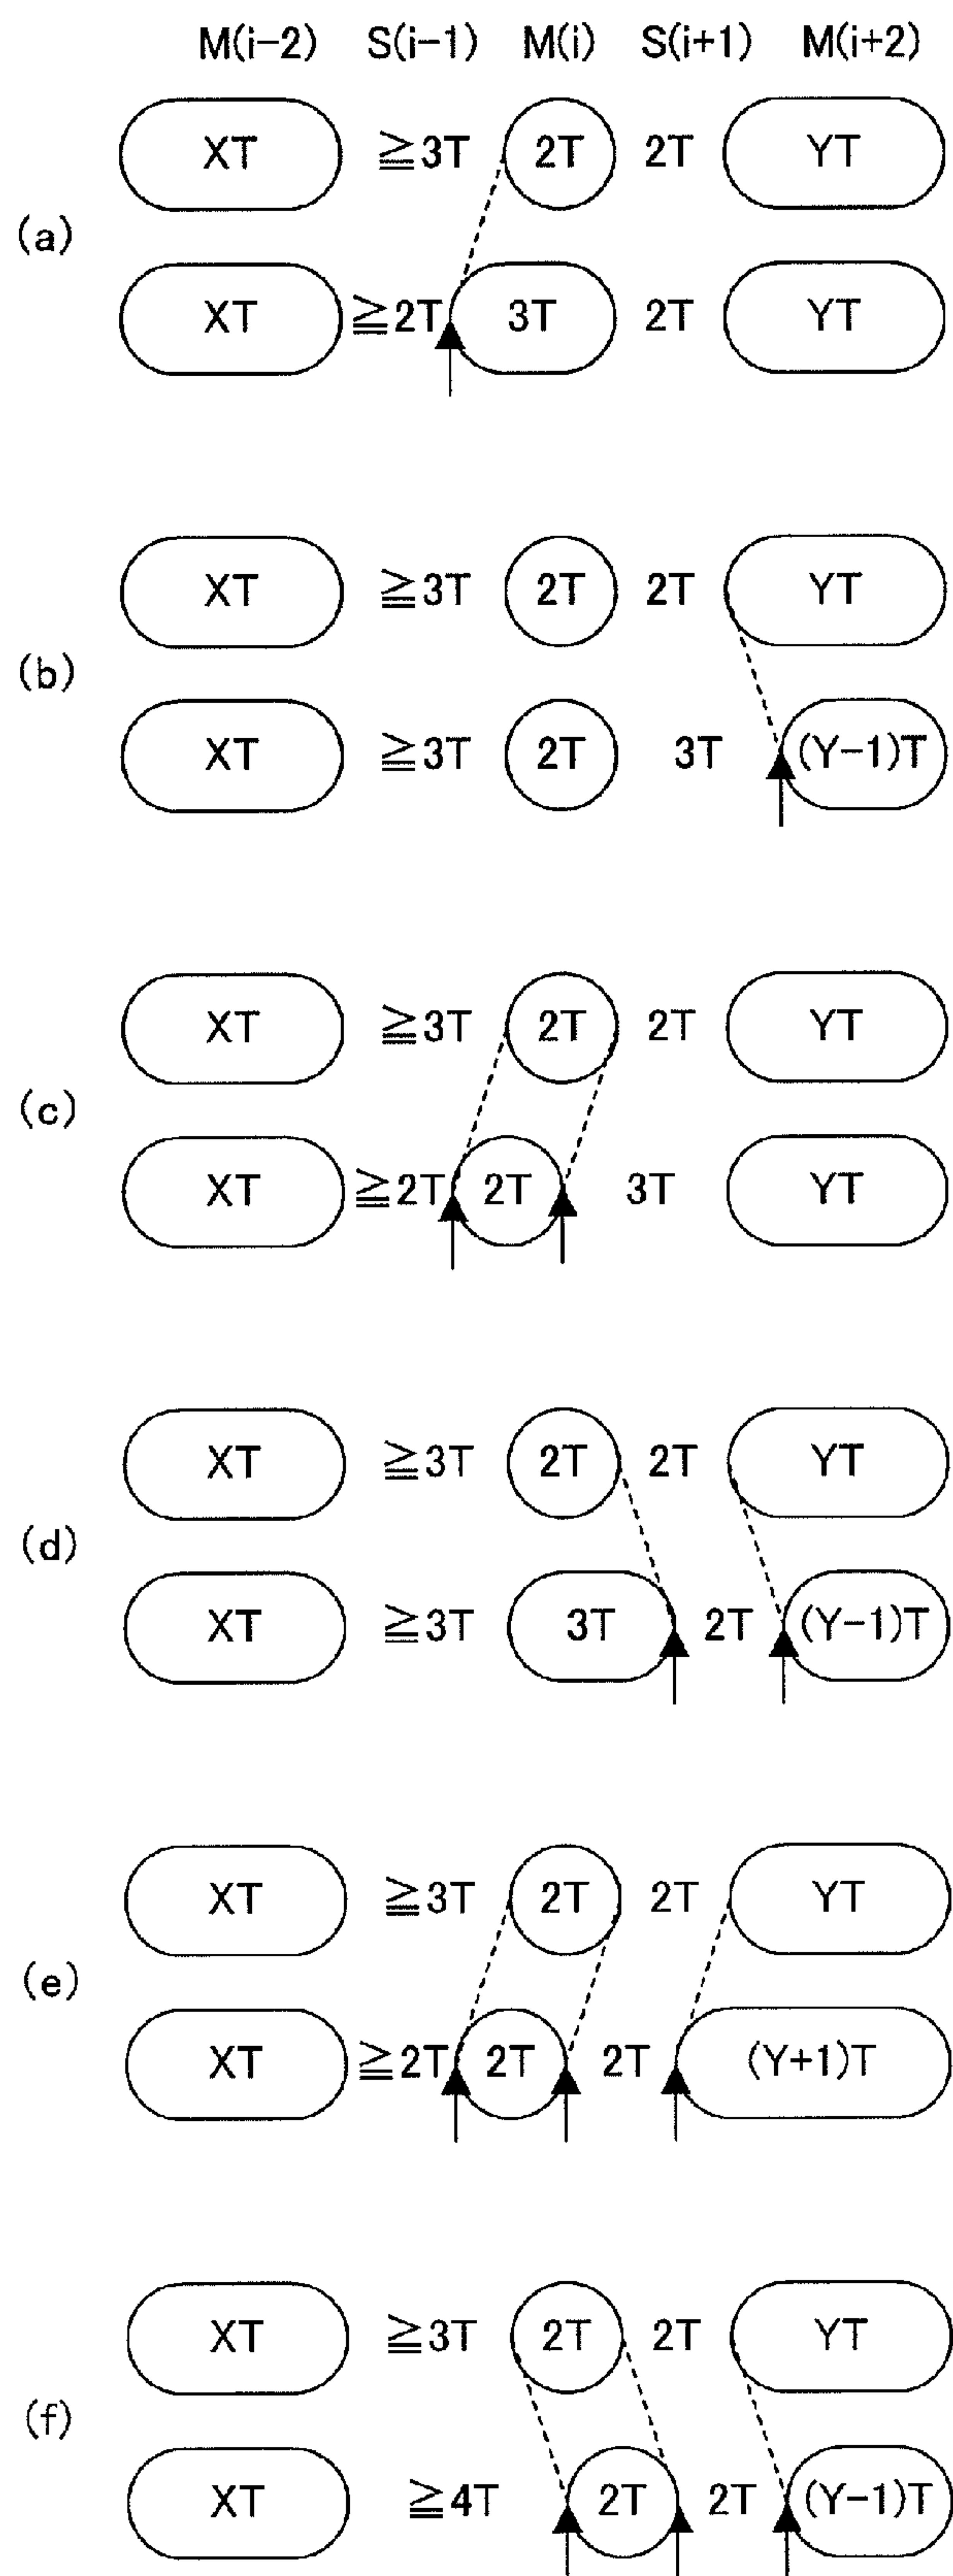 M(i-2) S(i-1) M(i) S(i+1) M(i+2)
XT ≧3T 2T 2T YT
(a)
XT ≧2T 3T 2T YT
XT ≧3T 2T 2T YT
(b)
XT ≧3T 2T 3T (Y-1)T
XT ≧3T 2T 2T YT
(c)
XT ≧2T 2T 3T YT
XT ≧3T 2T 2T YT
(d)
XT ≧3T 3T 2T (Y-1)T
XT ≧3T 2T 2T YT
(e)
XT ≧2T 2T 2T (Y+1)T
XT ≧3T 2T 2T YT
(f)
XT ≧4T 2T 2T (Y-1)T